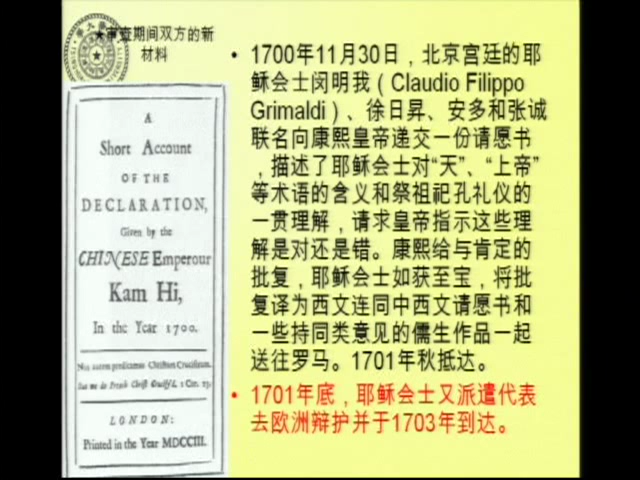 ★审查期间双方的新
材料
A
Short Account
OF THE
DECLARATION,
Given by the
CHINESE Emperour
Kam Hi,
In the Year 1700.
LONDON:
Printed in the Year MDCCIII.
• 1700年11月30日，北京宫廷的耶
稣会士闵明我（Claudio Filippo
Grimaldi）、徐日昇、安多和张诚
联名向康熙皇帝递交一份请愿书
，描述了耶稣会士对“天”、“上帝”
等术语的含义和祭祖祀孔礼仪的
一贯理解，请求皇帝指示这些理
解是对还是错。康熙给与肯定的
批复，耶稣会士如获至宝，将批
复译为西文连同中西文请愿书和
一些持同类意见的儒生作品一起
送往罗马。1701年秋抵达。
• 1701年底，耶稣会士又派遣代表
去欧洲辩护并于1703年到达。